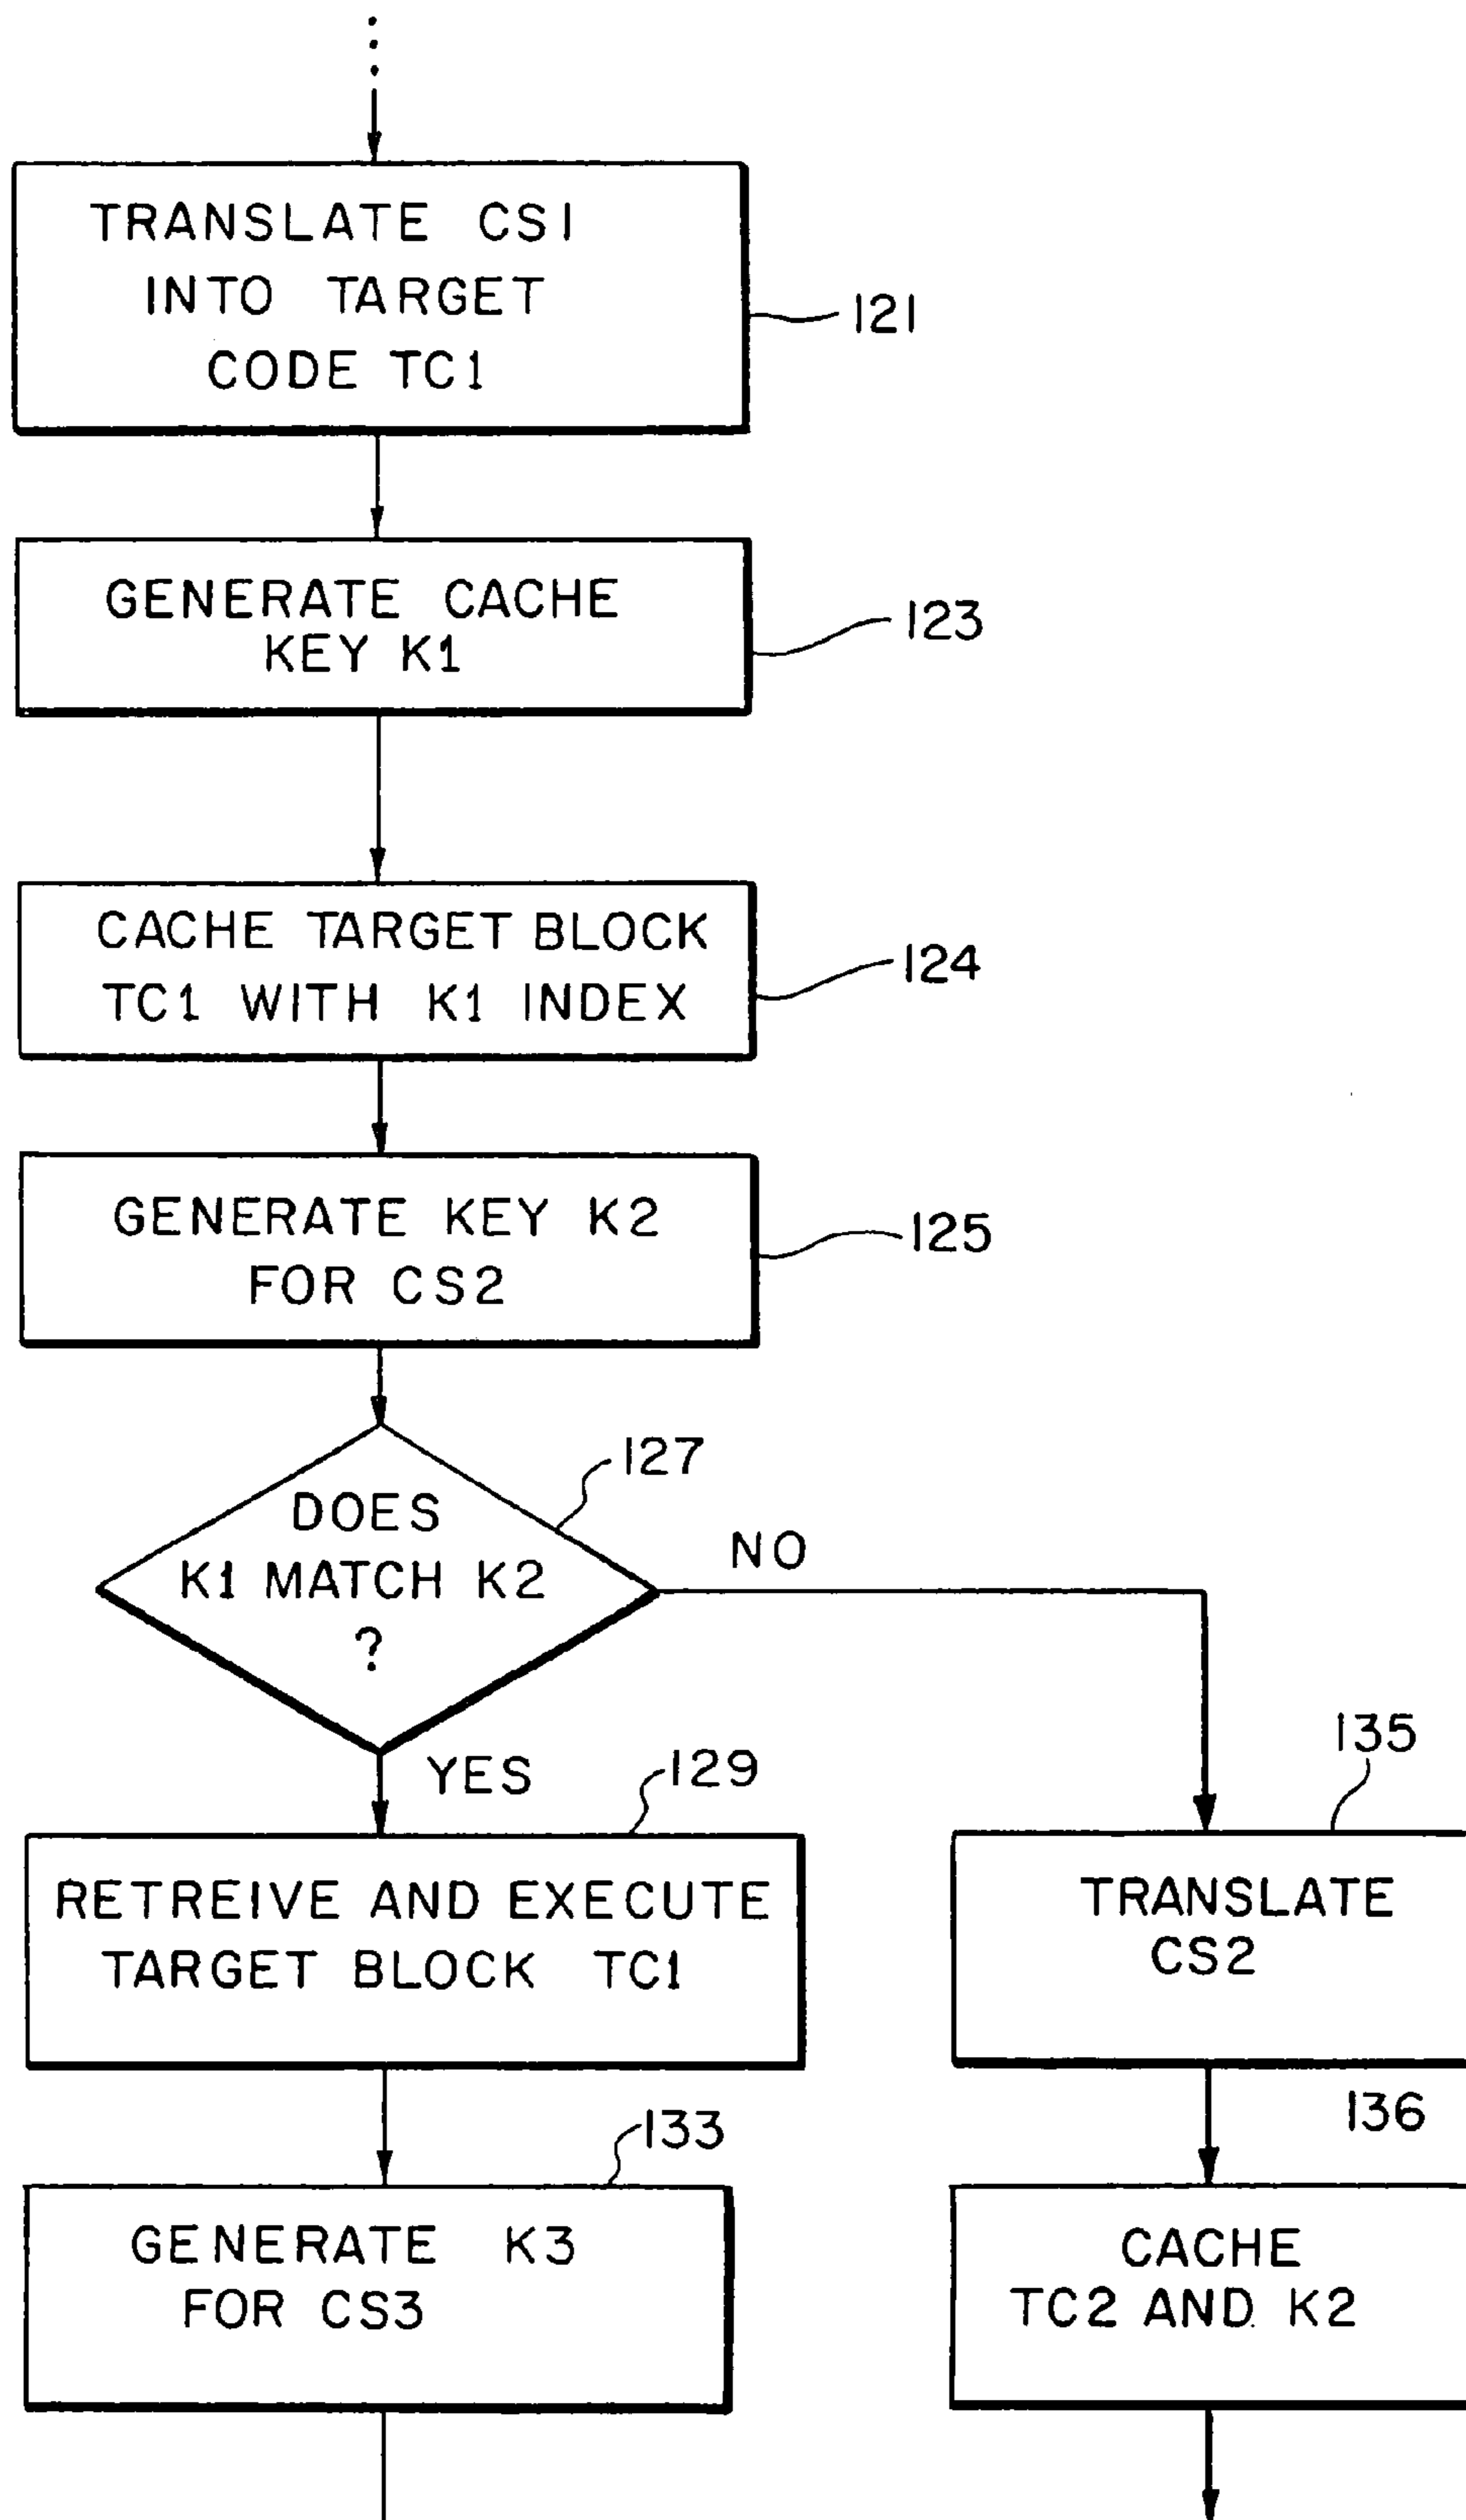 TRANSLATE CS1
INTO TARGET
CODE TC1
121
GENERATE CACHE
KEY K1
123
CACHE TARGET BLOCK
TC1 WITH K1 INDEX
124
GENERATE KEY K2
FOR CS2
125
127
DOES
K1 MATCH K2
?
NO
YES
129
RETREIVE AND EXECUTE
TARGET BLOCK TC1
135
TRANSLATE
CS2
133
GENERATE K3
FOR CS3
136
CACHE
TC2 AND K2